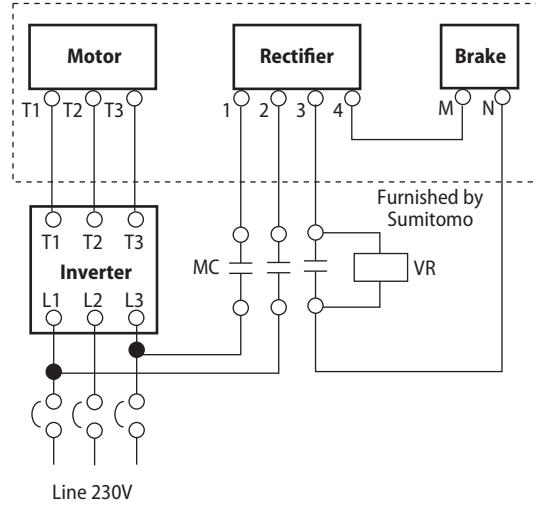 Motor
Rectifier
Brake
T1 T2 T3
1 2 3 4
M N
Furnished by
Sumitomo
T1 T2 T3
Inverter
MC
VR
L1 L2 L3
Line 230V